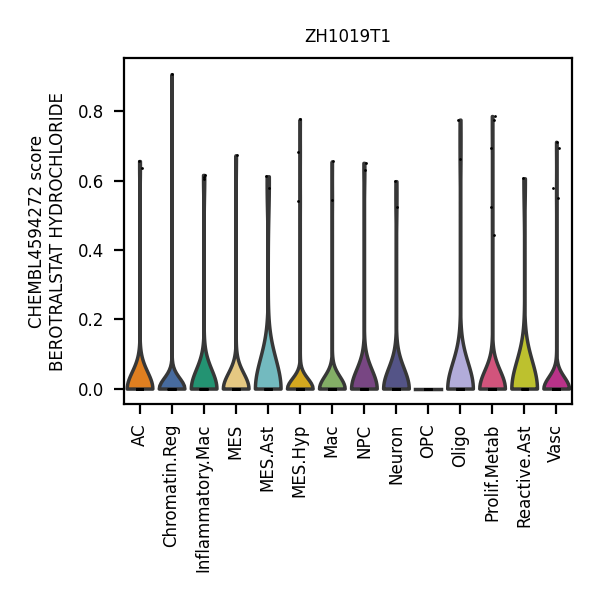 ZH1019T1
CHEMBL4594272 score
BEROTRALSTAT HYDROCHLORIDE
0.8
0.6
0.4
0.2
0.0
AC
Chromatin.Reg
Inflammatory.Mac
MES
MES.Ast
MES.Hyp
Mac
NPC
Neuron
OPC
Oligo
Prolif.Metab
Reactive.Ast
Vasc